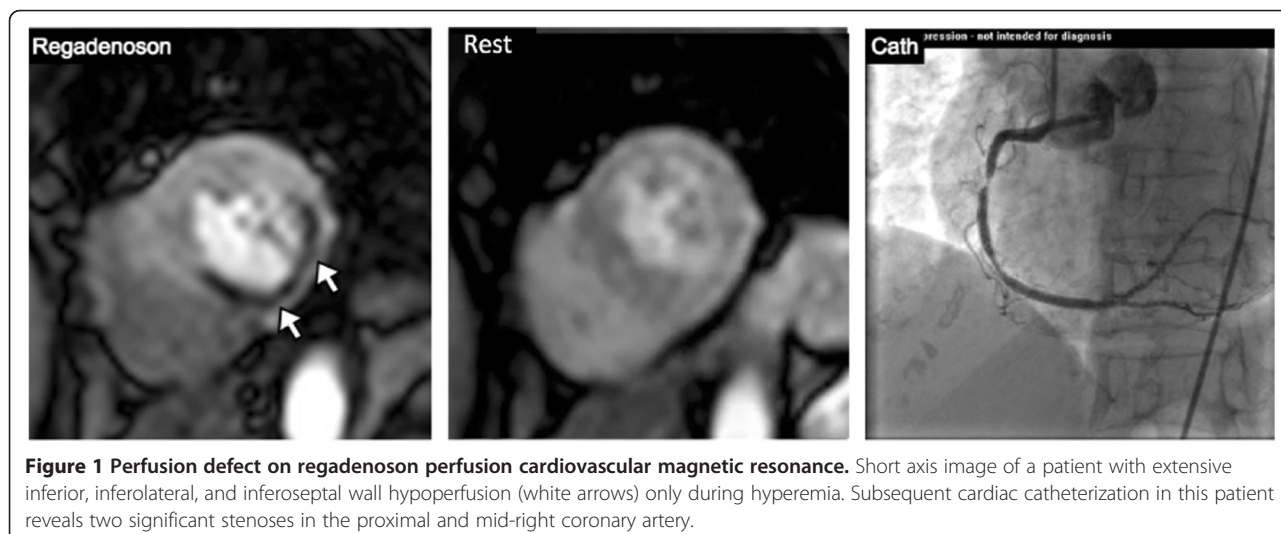 Regadenoson
Rest
Cath
pression - not intended for diagnosis
Figure 1 Perfusion defect on regadenoson perfusion cardiovascular magnetic resonance. Short axis image of a patient with extensive
inferior, inferolateral, and inferoseptal wall hypoperfusion (white arrows) only during hyperemia. Subsequent cardiac catheterization in this patient
reveals two significant stenoses in the proximal and mid-right coronary artery.